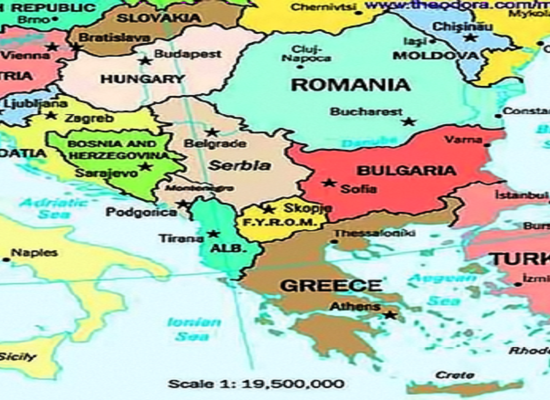 www.theodora.com/m
H REPUBLIC
Brno
SLOVAKIA
Chernivtsi
Mykol
Bratislava
Vienna
Budapest
Chişinău
Iaşi
Cluj-
Napoca
MOLDOVA
TRIA
HUNGARY
ROMANIA
Ljubljana
Zagreb
Bucharest
Consta
BOSNIA AND
HERZEGOVINA
Belgrade
Danube
Varna
OATIA
Sarajevo
Serbia
BULGARIA
Sofia
Montenegro
Adriatic
Sea
Podgorica
Skopje
İstanbul
F.Y.R.O.M.
Tirana
ALB.
Thessaloníki
Burs
Naples
TURK
GREECE
Aegean
Sea
İzmi
Athens
Ionian
Sea
Sicily
Rhode
Crete
Scale 1: 19,500,000